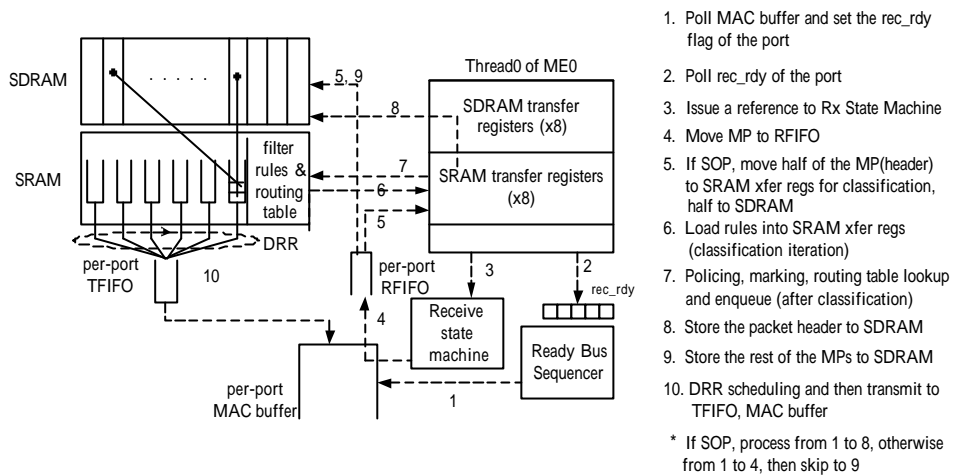 SDRAM
5, 9
Thread0 of ME0
8
SDRAM transfer
registers (x8)
SRAM
filter
rules &
routing
table
7
6
5
SRAM transfer registers
(x8)
DRR
per-port
TFIFO
10
per-port
RFIFO
3
2
rec_rdy
4
Receive
state
machine
Ready Bus
Sequencer
per-port
MAC buffer
1
1. Poll MAC buffer and set the rec_rdy
flag of the port
2. Poll rec_rdy of the port
3. Issue a reference to Rx State Machine
4. Move MP to RFIFO
5. If SOP, move half of the MP(header)
to SRAM xfer regs for classification,
half to SDRAM
6. Load rules into SRAM xfer regs
(classification iteration)
7. Policing, marking, routing table lookup
and enqueue (after classification)
8. Store the packet header to SDRAM
9. Store the rest of the MPs to SDRAM
10. DRR scheduling and then transmit to
TFIFO, MAC buffer
* If SOP, process from 1 to 8, otherwise
from 1 to 4, then skip to 9